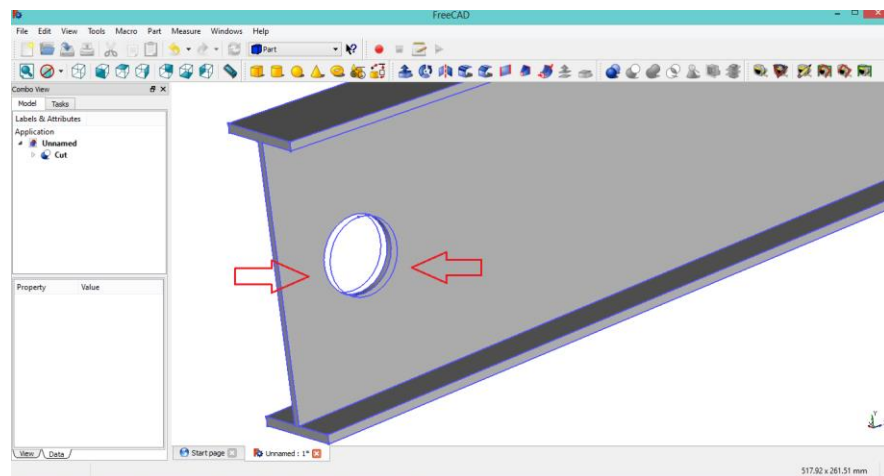 FreeCAD
File Edit View Tools Macro Part Measure Windows Help
Part
Combo View
Model Tasks
Labels & Attributes
Application
Unnamed
Cut
Property Value
View Data
Start page Unnamed : 1*
517.92 x 261.51 mm
Y